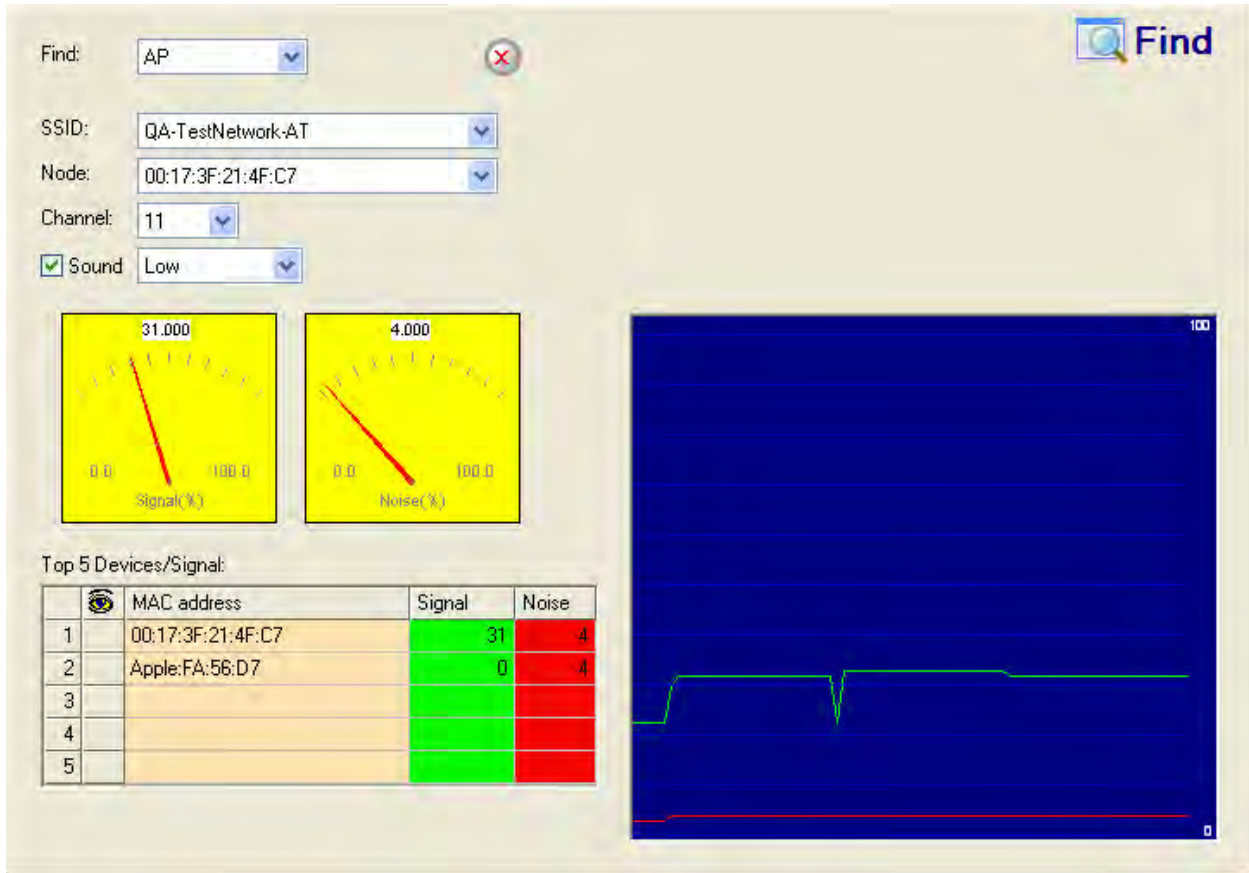 Find
Find: AP
SSID: QA-TestNetwork-AT
Node: 00:17:3F:21:4F:C7
Channel: 11
Sound Low
31.000
0.0 100.0
Signal(%)
4.000
0.0 100.0
Noise(%)
100
0
Top 5 Devices/Signal:
MAC address Signal Noise
1 00:17:3F:21:4F:C7 31 4
2 Apple:FA:56:D7 0 4
3
4
5